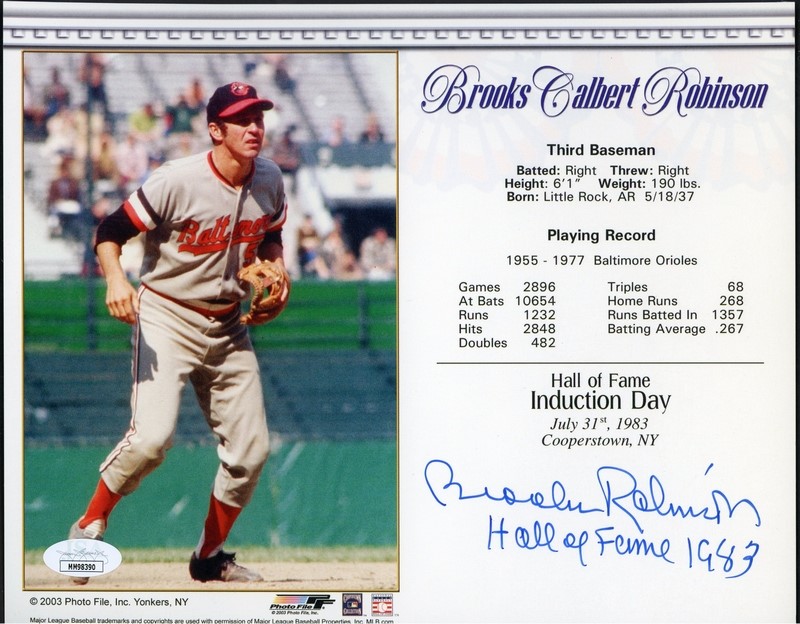 Brooks Calbert Robinson
Third Baseman
Batted: Right Threw: Right
Height: 6'1" Weight: 190 lbs.
Born: Little Rock, AR 5/18/37
Playing Record
1955 - 1977 Baltimore Orioles
Games 2896 Triples 68
At Bats 10654 Home Runs 268
Runs 1232 Runs Batted In 1357
Hits 2848 Batting Average .267
Doubles 482
Hall of Fame
Induction Day
July 31st, 1983
Cooperstown, NY
Brooks Robinson
Hall of Fame 1983
Baltimore
5
MM98390
© 2003 Photo File, Inc. Yonkers, NY
Photo File
© 2003 Photo File, Inc.
Major League Baseball trademarks and copyrights are used with permission of Major League Baseball Properties, Inc. MLB.com